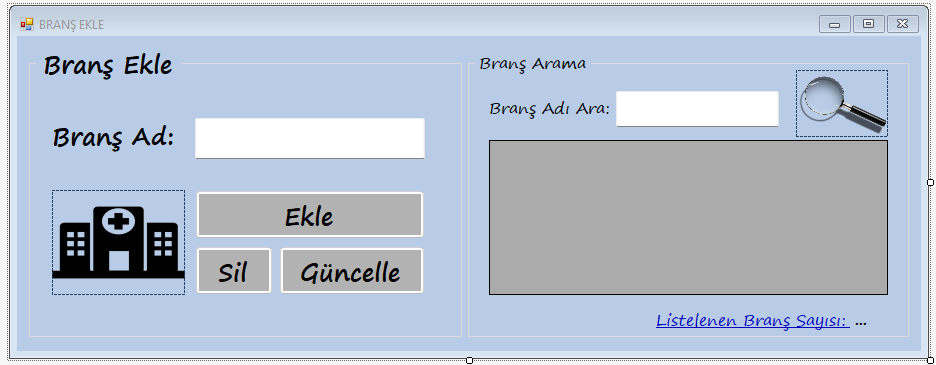 BRANŞ EKLE
Branş Ekle
Branş Ad:
Ekle
Sil
Güncelle
Branş Arama
Branş Adı Ara:
Listelenen Branş Sayısı: ...